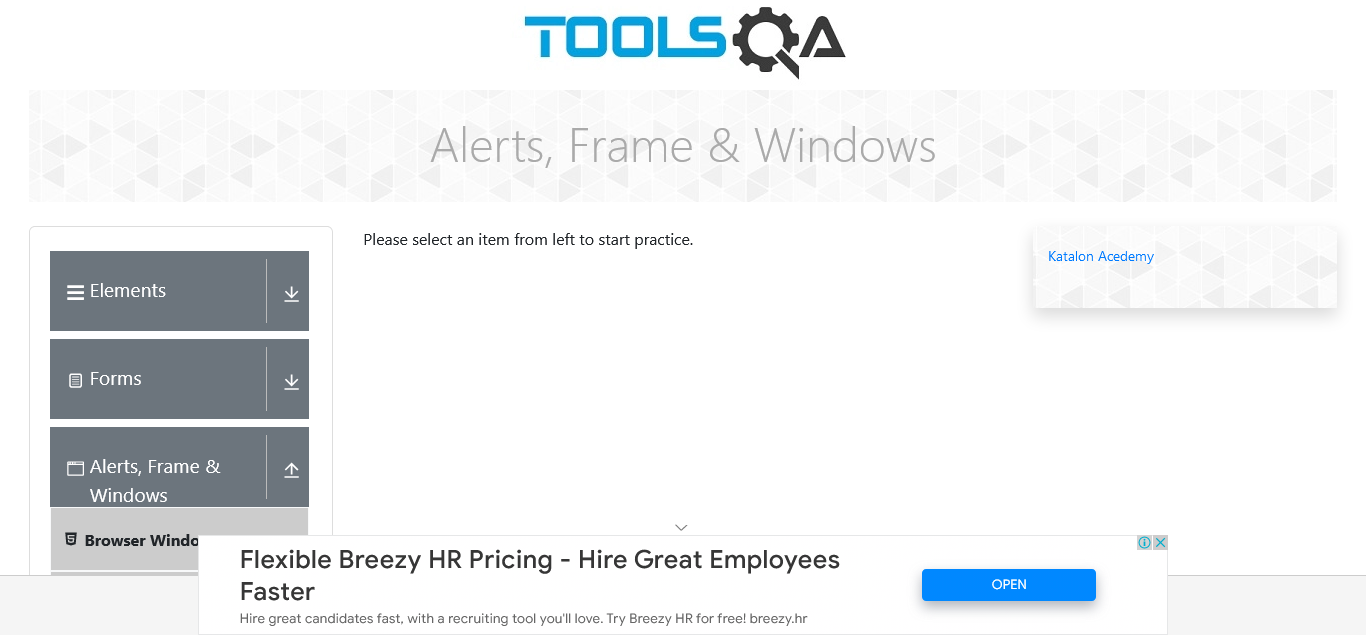 TOOLSQA
Alerts, Frame & Windows
Elements
Forms
Alerts, Frame &
Windows
Browser Windo
Please select an item from left to start practice.
Katalon Acedemy
Flexible Breezy HR Pricing - Hire Great Employees
Faster
Hire great candidates fast, with a recruiting tool you'll love. Try Breezy HR for free! breezy.hr
OPEN